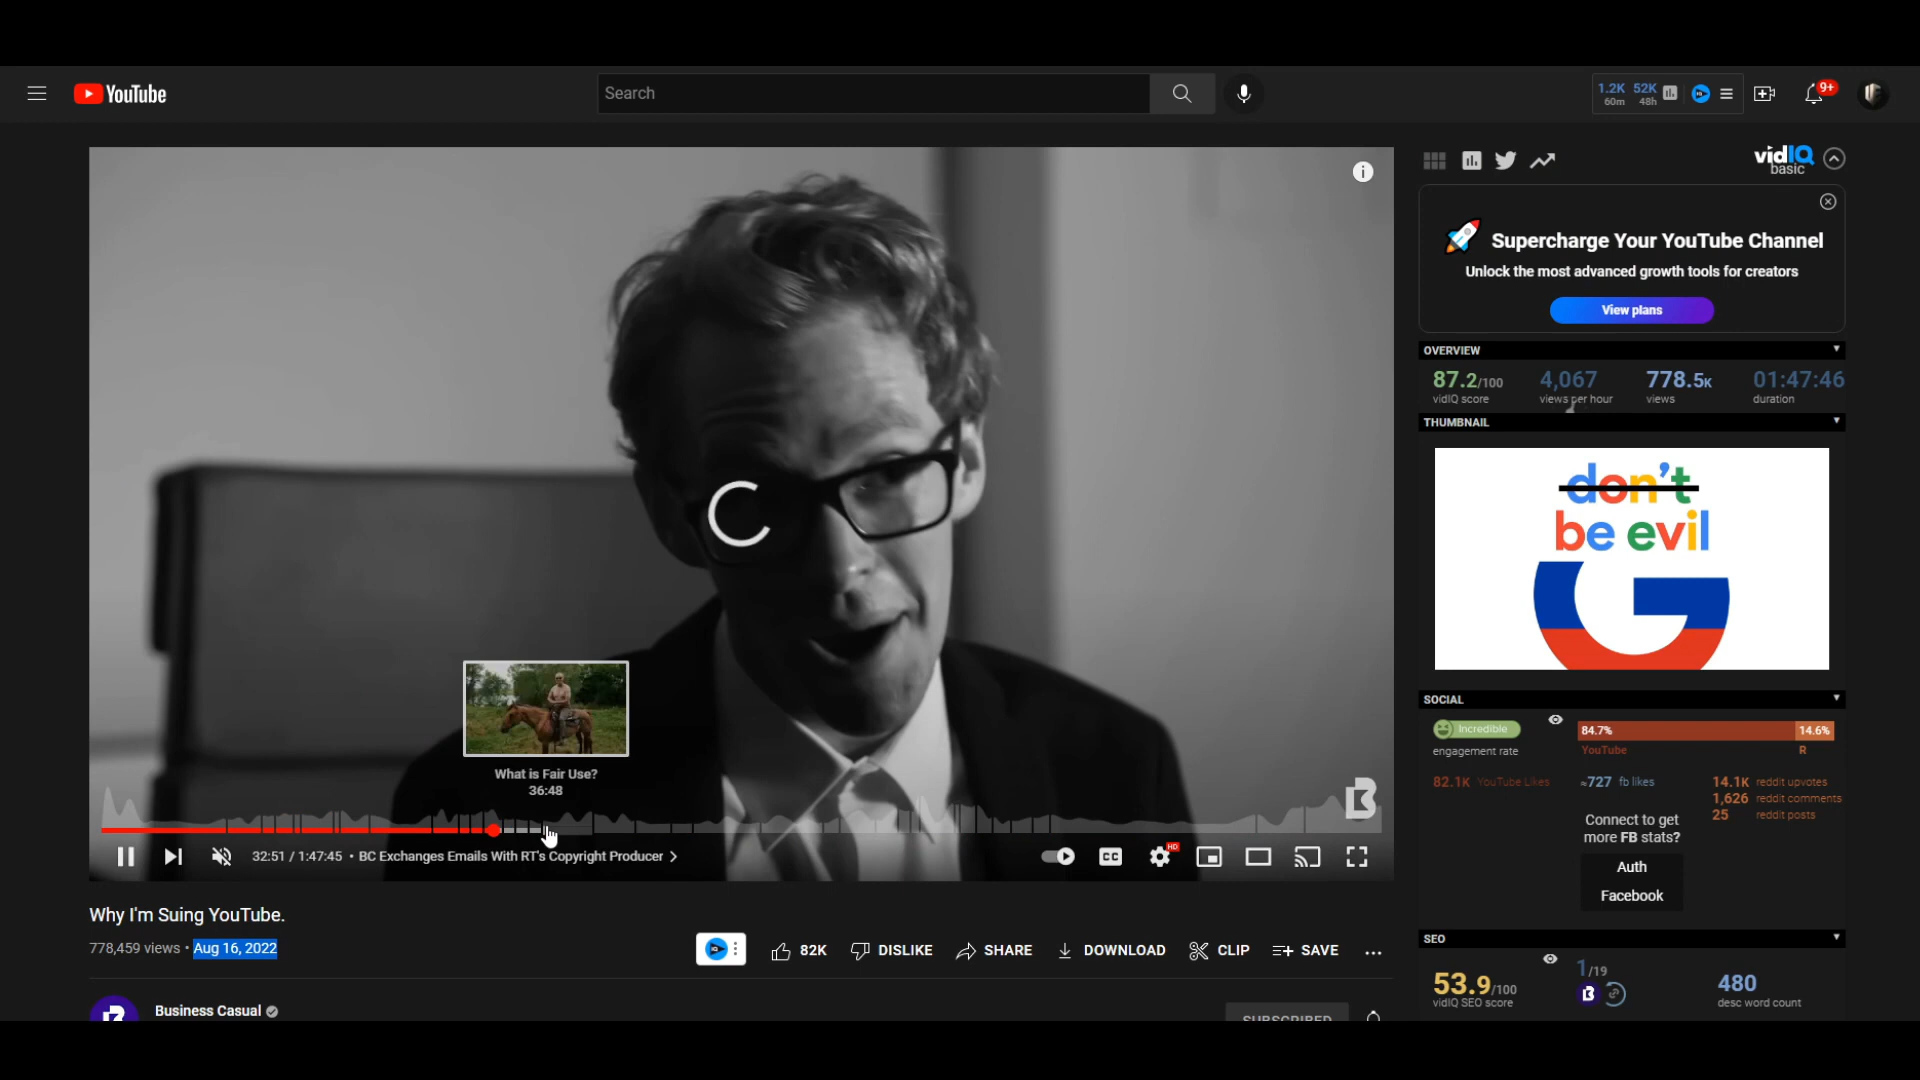 YouTube
Search
1.2K 52K
60m 48h
9+
vidIQ
basic
Supercharge Your YouTube Channel
Unlock the most advanced growth tools for creators
View plans
OVERVIEW
87.2/100 4,067 778.5K 01:47:46
vidIQ score views per hour views duration
THUMBNAIL
don't
be evil
G
SOCIAL
Incredible
engagement rate
84.7% 14.6%
YouTube R
82.1K YouTube Likes
≈727 fb likes
14.1K reddit upvotes
1,626 reddit comments
25 reddit posts
Connect to get
more FB stats?
Auth
Facebook
SEO
53.9/100
vidIQ SEO score
1/19
480
desc word count
What is Fair Use?
36:48
B
32:51 / 1:47:45 • BC Exchanges Emails With RT's Copyright Producer
CC
HD
Why I'm Suing YouTube.
778,459 views • Aug 16, 2022
IQ
82K DISLIKE SHARE DOWNLOAD CLIP SAVE
Business Casual
SUBSCRIBED